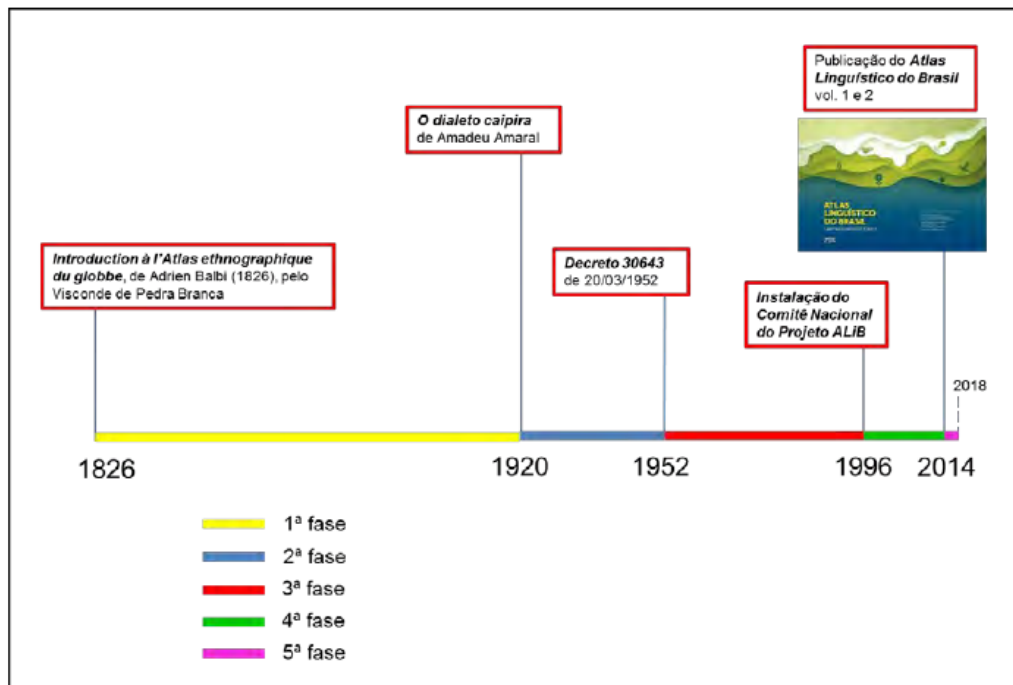 Publicação do Atlas
Linguístico do Brasil
vol. 1 e 2
O dialeto caipira
de Amadeu Amaral
ATLAS
LINGUÍSTICO
DO BRASIL
Introduction à l'Atlas ethnographique
du globbe, de Adrien Balbi (1826), pelo
Visconde de Pedra Branca
Decreto 30643
de 20/03/1952
Instalação do
Comitê Nacional
do Projeto ALiB
2018
1826
1920
1952
1996
2014
1ª fase
2ª fase
3ª fase
4ª fase
5ª fase